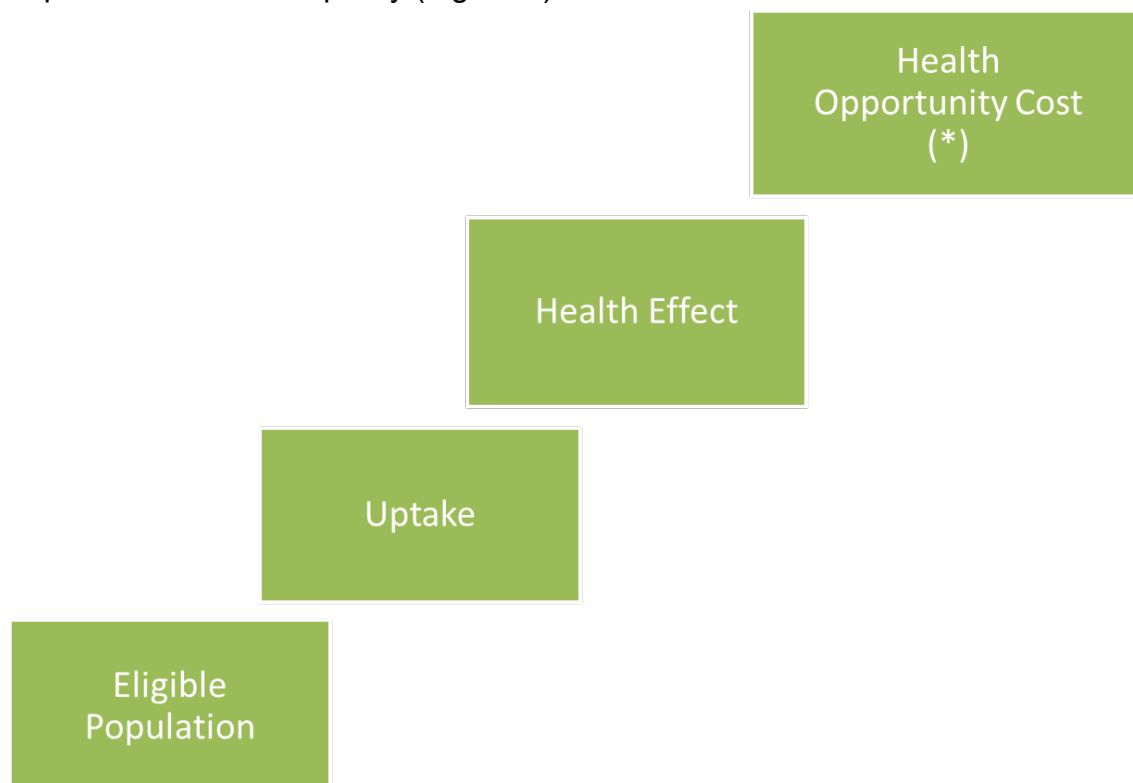 Health
Opportunity Cost
(*)
Health Effect
Uptake
Eligible
Population